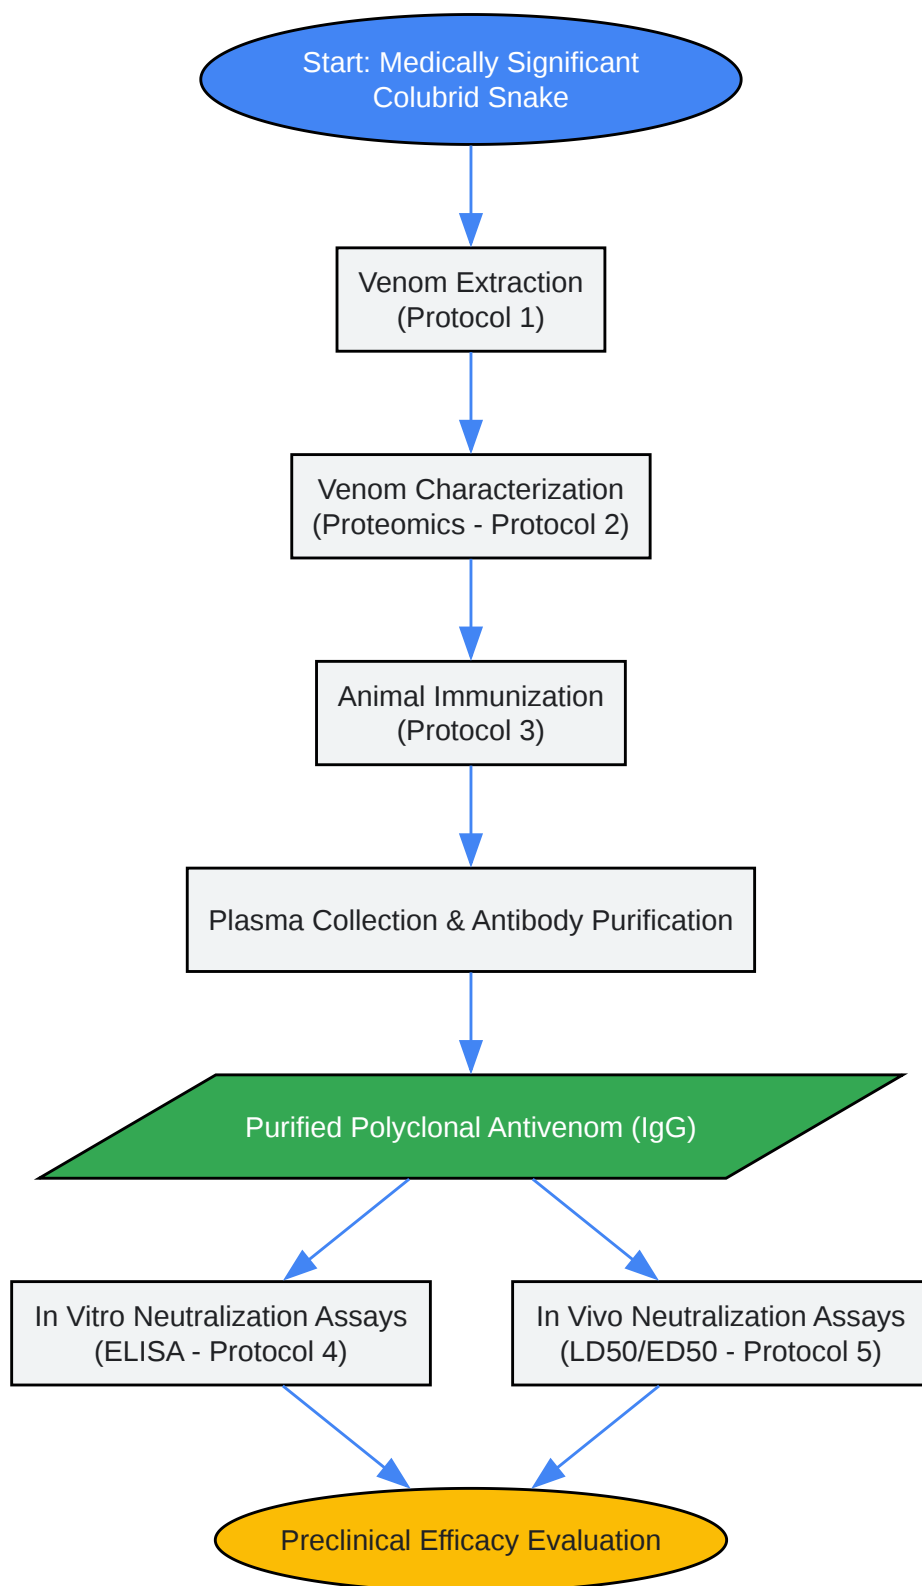 Start: Medically Significant
Colubrid Snake
Venom Extraction
(Protocol 1)
Venom Characterization
(Proteomics - Protocol 2)
Animal Immunization
(Protocol 3)
Plasma Collection & Antibody Purification
Purified Polyclonal Antivenom (IgG)
In Vitro Neutralization Assays
(ELISA - Protocol 4)
In Vivo Neutralization Assays
(LD50/ED50 - Protocol 5)
Preclinical Efficacy Evaluation